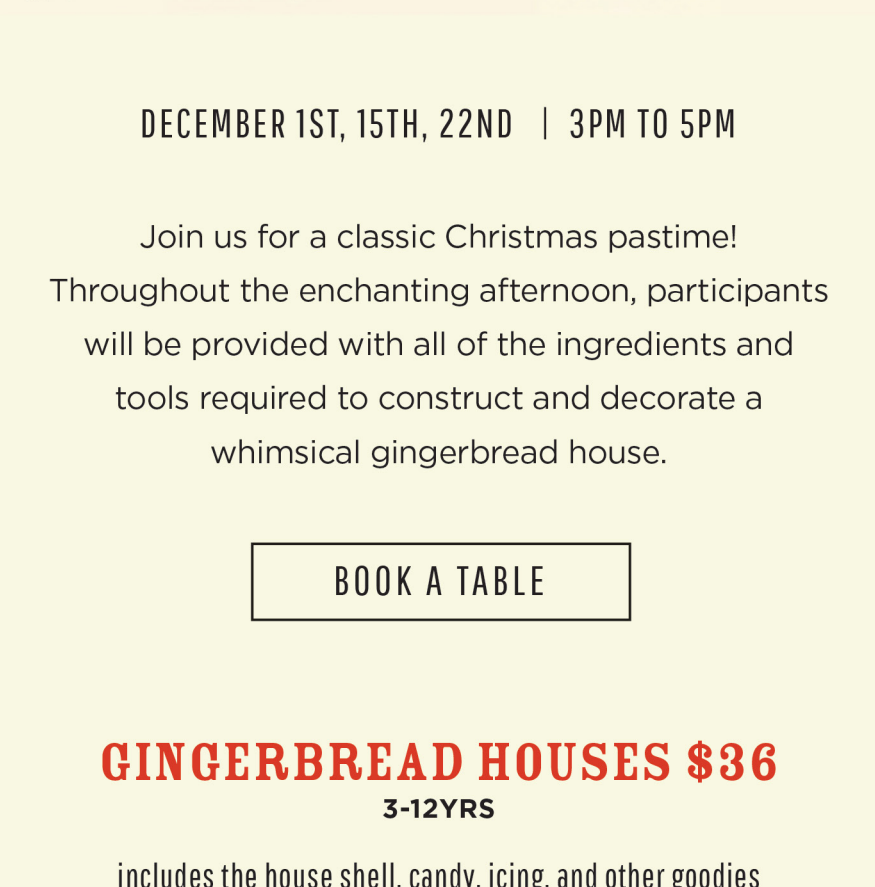 DECEMBER 1ST, 15TH, 22ND | 3PM TO 5PM
Join us for a classic Christmas pastime!
Throughout the enchanting afternoon, participants
will be provided with all of the ingredients and
tools required to construct and decorate a
whimsical gingerbread house.
BOOK A TABLE
GINGERBREAD HOUSES $36
3-12YRS
includes the house shell, candy, icing, and other goodies